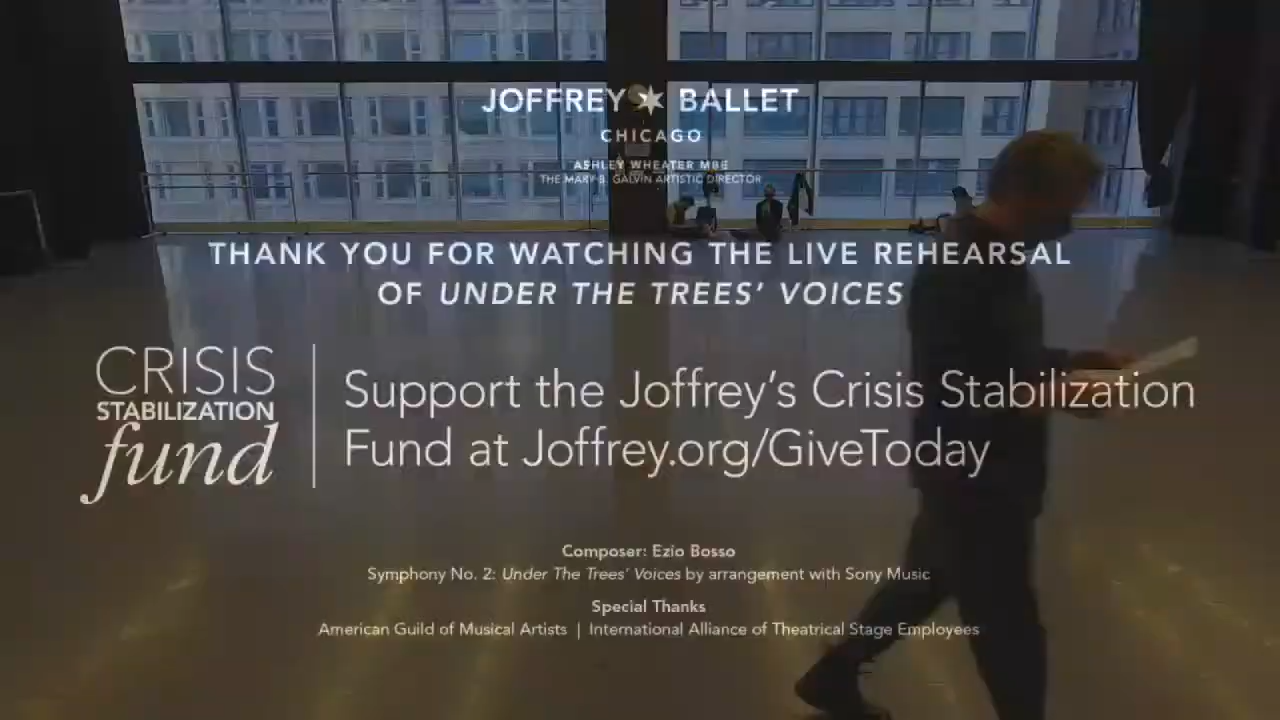 JOFFREY BALLET
CHICAGO
ASHLEY WHEATER MBE
THE MARY B. GALVIN ARTISTIC DIRECTOR
THANK YOU FOR WATCHING THE LIVE REHEARSAL
OF UNDER THE TREES' VOICES
CRISIS
STABILIZATION
fund
Support the Joffrey's Crisis Stabilization
Fund at Joffrey.org/GiveToday
Composer: Ezio Bosso
Symphony No. 2: Under The Trees' Voices by arrangement with Sony Music
Special Thanks
American Guild of Musical Artists | International Alliance of Theatrical Stage Employees